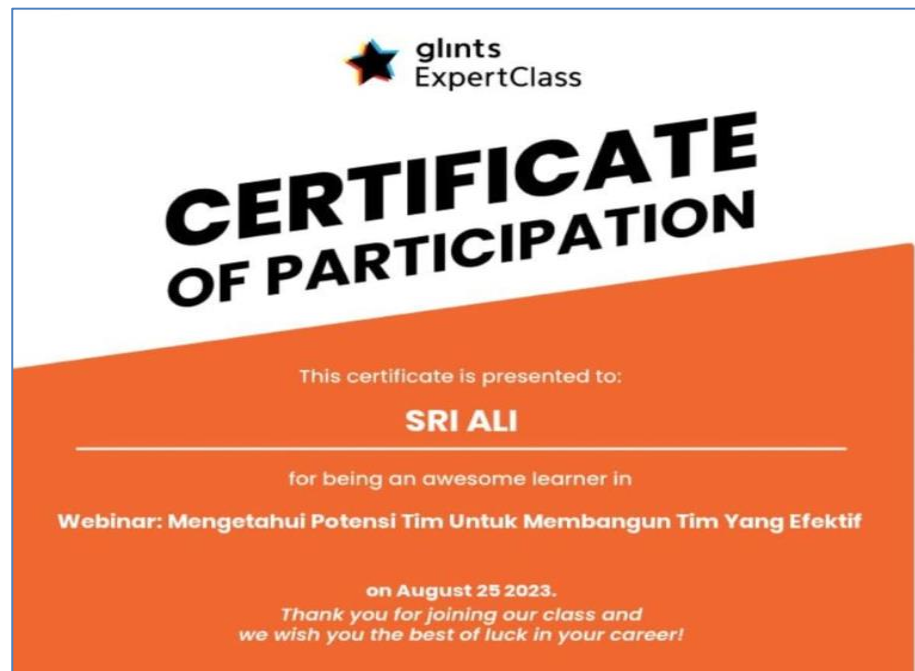 glints
ExpertClass
CERTIFICATE
OF PARTICIPATION
This certificate is presented to:
SRI ALI
for being an awesome learner in
Webinar: Mengetahui Potensi Tim Untuk Membangun Tim Yang Efektif
on August 25 2023.
Thank you for joining our class and
we wish you the best of luck in your career!